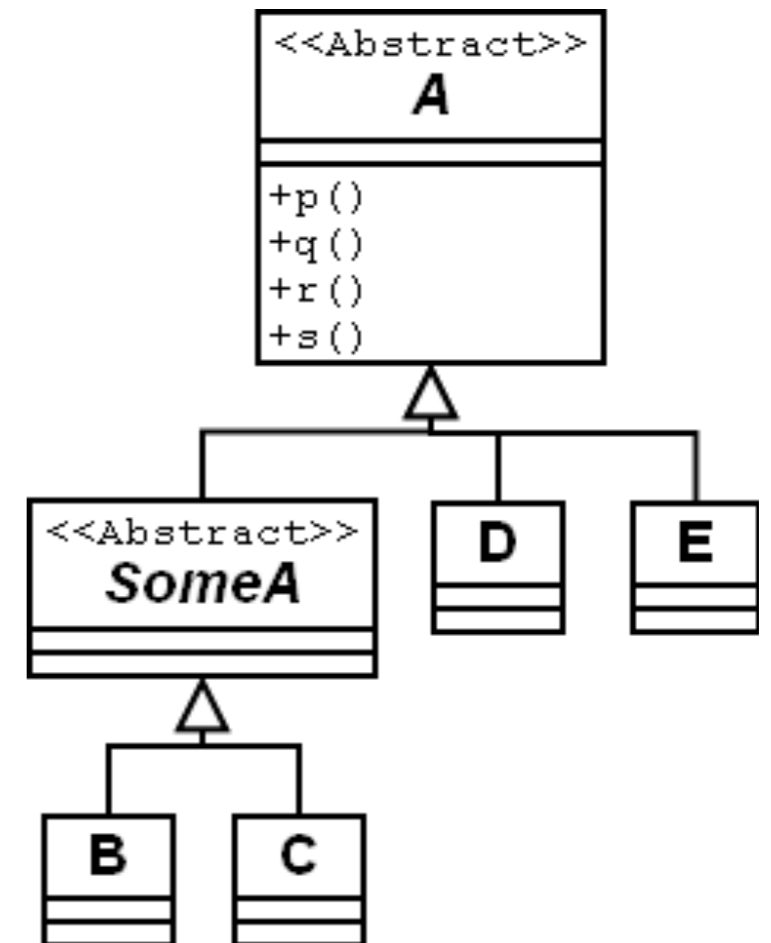 <<Abstract>>
A
+p()
+q()
+r()
+s()
<<Abstract>>
SomeA
D
E
B
C